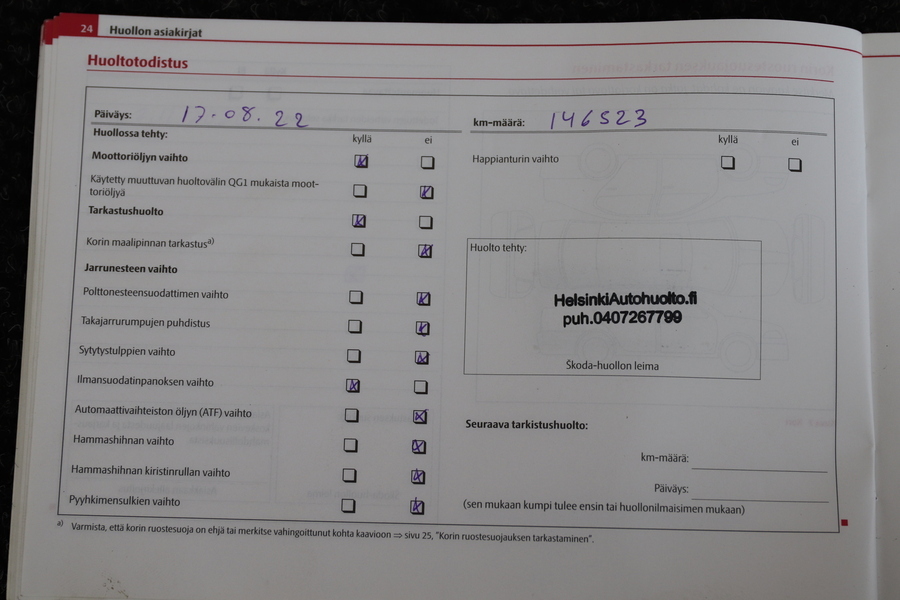 24 Huollon asiakirjat
Huoltotodistus
Päiväys: 17.08.22
Huollossa tehty: kyllä ei
Moottoriöljyn vaihto
Käytetty muuttuvan huoltovälin QG1 mukaista moot-
toriöljyä
Tarkastushuolto
Korin maalipinnan tarkastus a)
Jarrunesteen vaihto
Polttonesteensuodattimen vaihto
Takajarrurumpujen puhdistus
Sytytystulppien vaihto
Ilmansuodatinpanoksen vaihto
Automaattivaihteiston öljyn (ATF) vaihto
Hammashihnan vaihto
Hammashihnan kiristinrullan vaihto
Pyyhkimensulkien vaihto
km-määrä: 146523
kyllä ei
Happianturin vaihto
Huolto tehty:
HelsinkiAutohuolto.fi
puh.0407267799
Škoda-huollon leima
Seuraava tarkistushuolto:
km-määrä:
Päiväys:
(sen mukaan kumpi tulee ensin tai huollonilmaisimen mukaan)
a) Varmista, että korin ruostesuoja on ehjä tai merkitse vahingoittunut kohta kaavioon ⇒ sivu 25, "Korin ruostesuojauksen tarkastaminen".